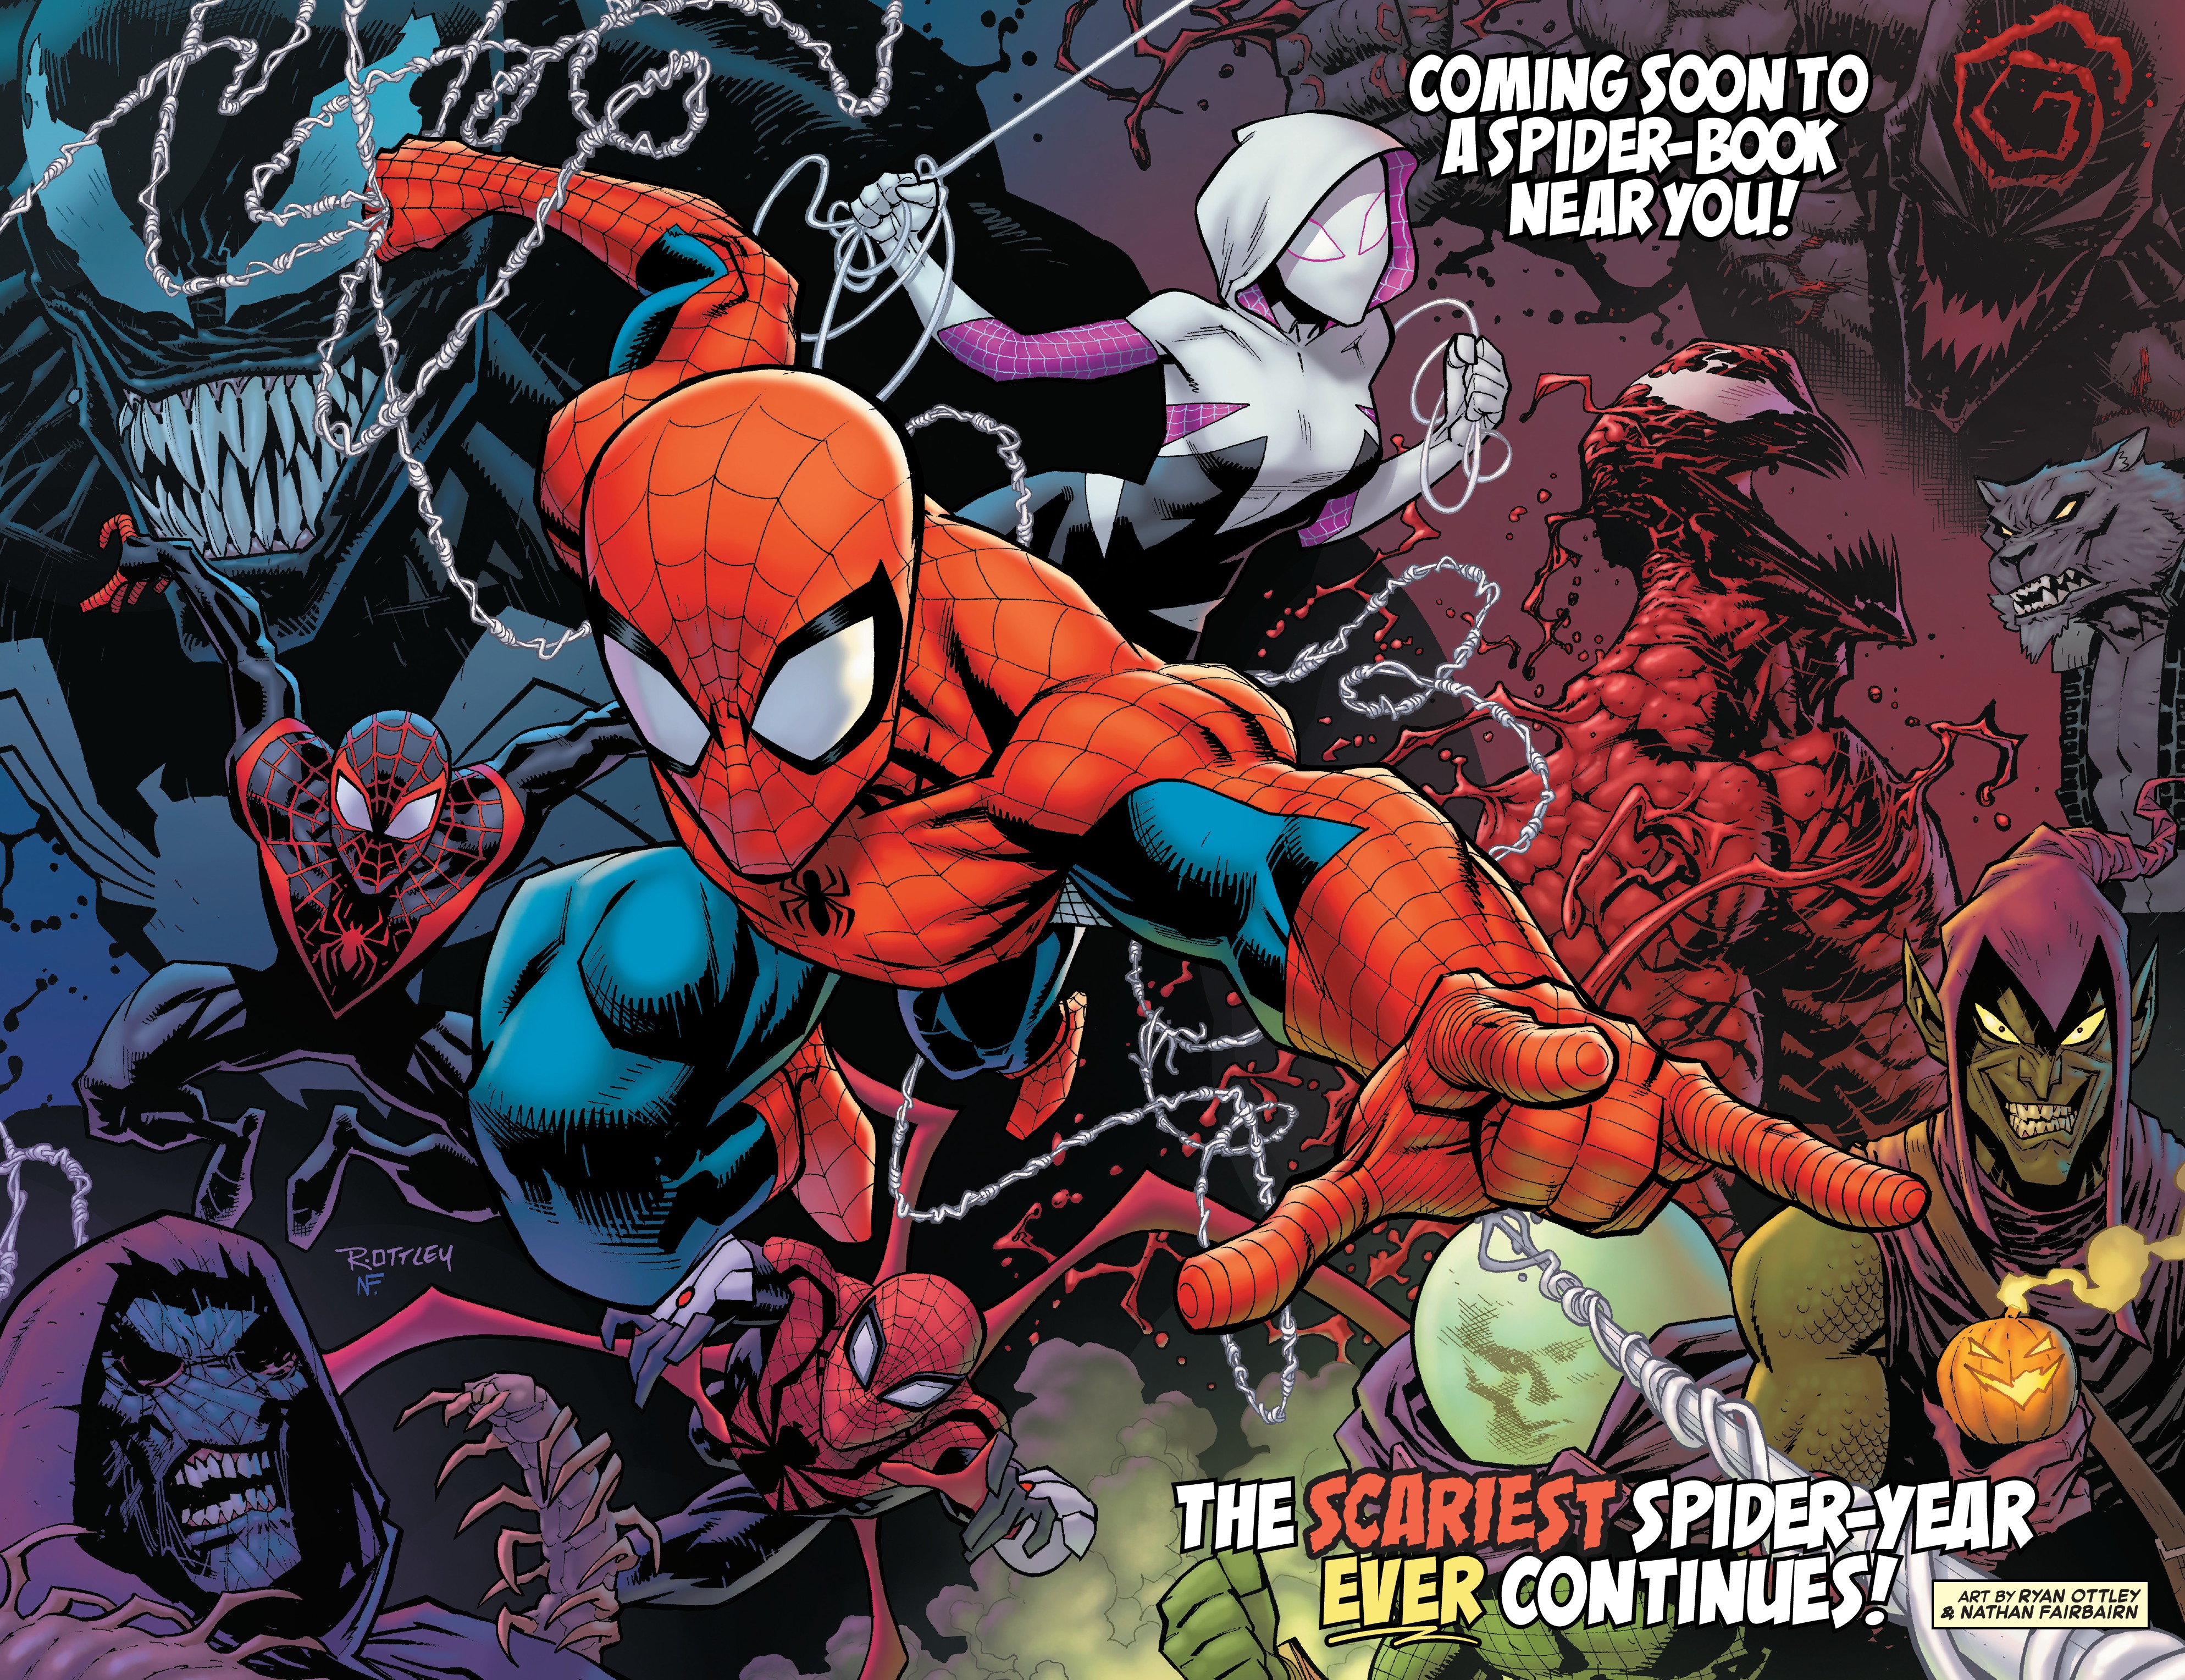 COMING SOON TO
A SPIDER-BOOK
NEAR YOU!
R.OTTLEY
NF.
THE SCARIEST SPIDER-YEAR
EVER CONTINUES!
ART BY RYAN OTTLEY
& NATHAN FAIRBAIRN